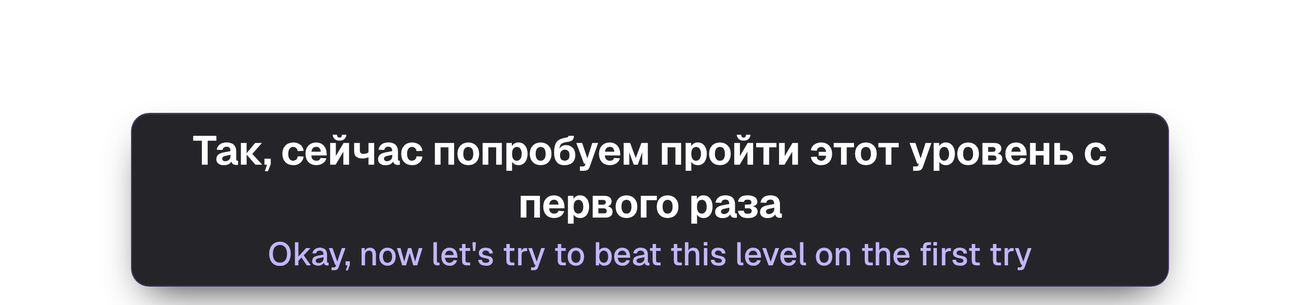 Так, сейчас попробуем пройти этот уровень с
первого раза
Okay, now let's try to beat this level on the first try